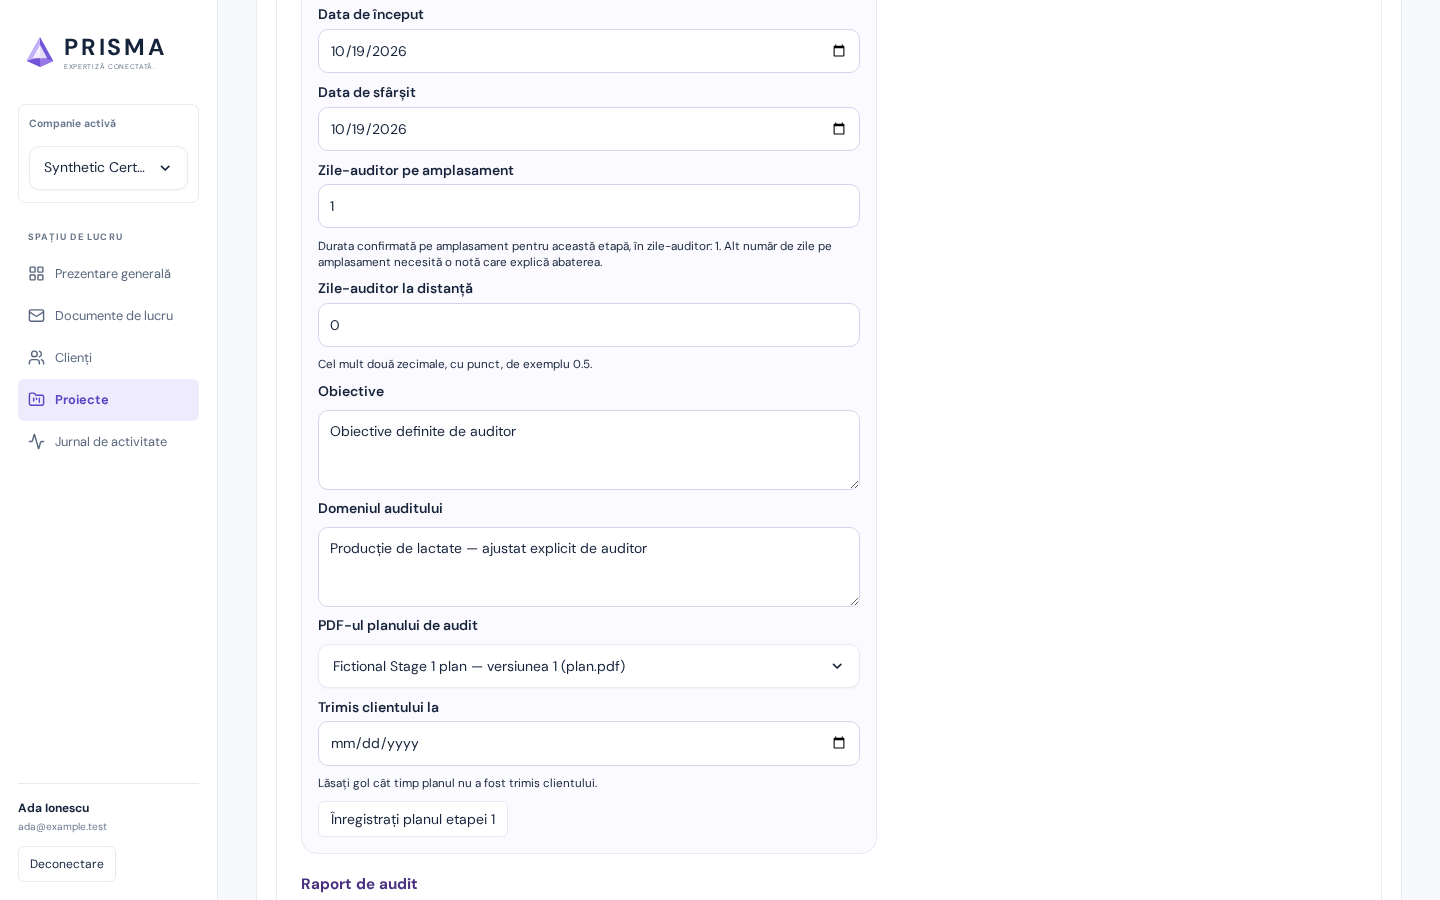 PRISMA
EXPERTIZĂ CONECTATĂ.
Companie activă
Synthetic Cert...
SPAȚIU DE LUCRU
Prezentare generală
Documente de lucru
Clienți
Proiecte
Jurnal de activitate
Ada Ionescu
ada@example.test
Deconectare
Data de început
10/19/2026
Data de sfârșit
10/19/2026
Zile-auditor pe amplasament
1
Durata confirmată pe amplasament pentru această etapă, în zile-auditor: 1. Alt număr de zile pe
amplasament necesită o notă care explică abaterea.
Zile-auditor la distanță
0
Cel mult două zecimale, cu punct, de exemplu 0.5.
Obiective
Obiective definite de auditor
Domeniul auditului
Producție de lactate — ajustat explicit de auditor
PDF-ul planului de audit
Fictional Stage 1 plan — versiunea 1 (plan.pdf)
Trimis clientului la
mm/dd/yyyy
Lăsați gol cât timp planul nu a fost trimis clientului.
Înregistrați planul etapei 1
Raport de audit